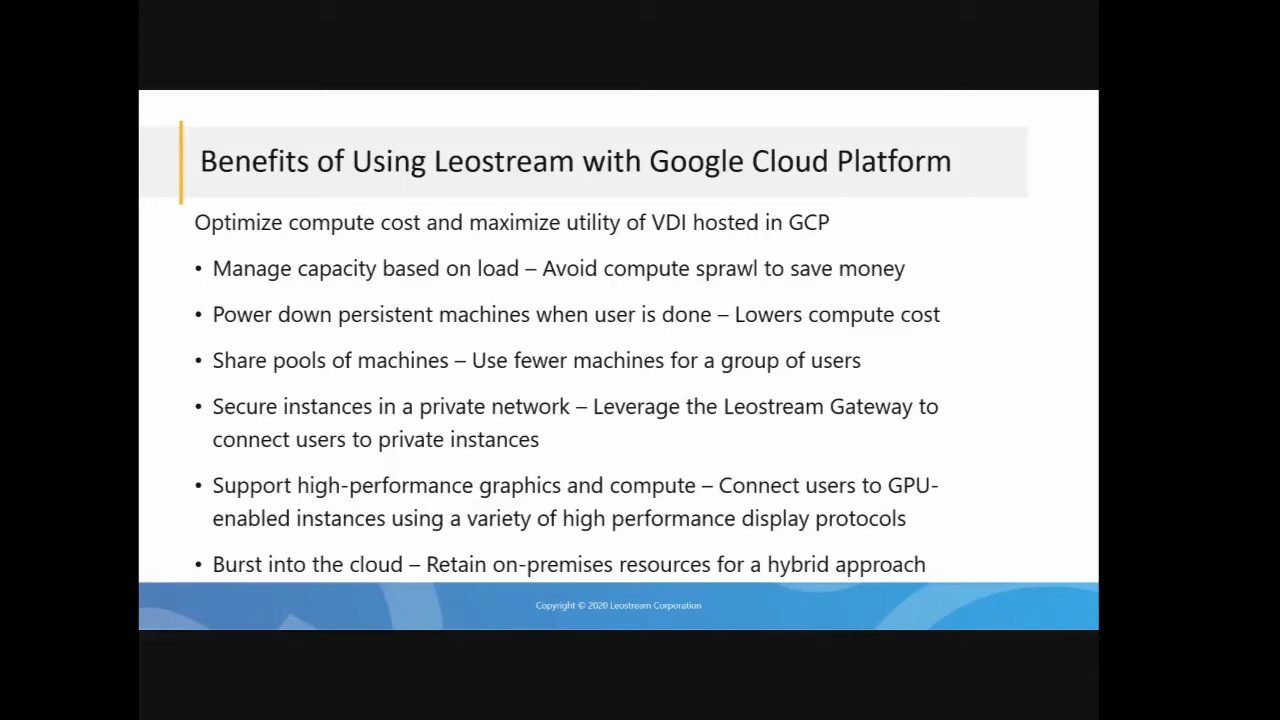 Benefits of Using Leostream with Google Cloud Platform
Optimize compute cost and maximize utility of VDI hosted in GCP
• Manage capacity based on load – Avoid compute sprawl to save money
• Power down persistent machines when user is done – Lowers compute cost
• Share pools of machines – Use fewer machines for a group of users
• Secure instances in a private network – Leverage the Leostream Gateway to
connect users to private instances
• Support high-performance graphics and compute – Connect users to GPU-
enabled instances using a variety of high performance display protocols
• Burst into the cloud – Retain on-premises resources for a hybrid approach
Copyright © 2020 Leostream Corporation